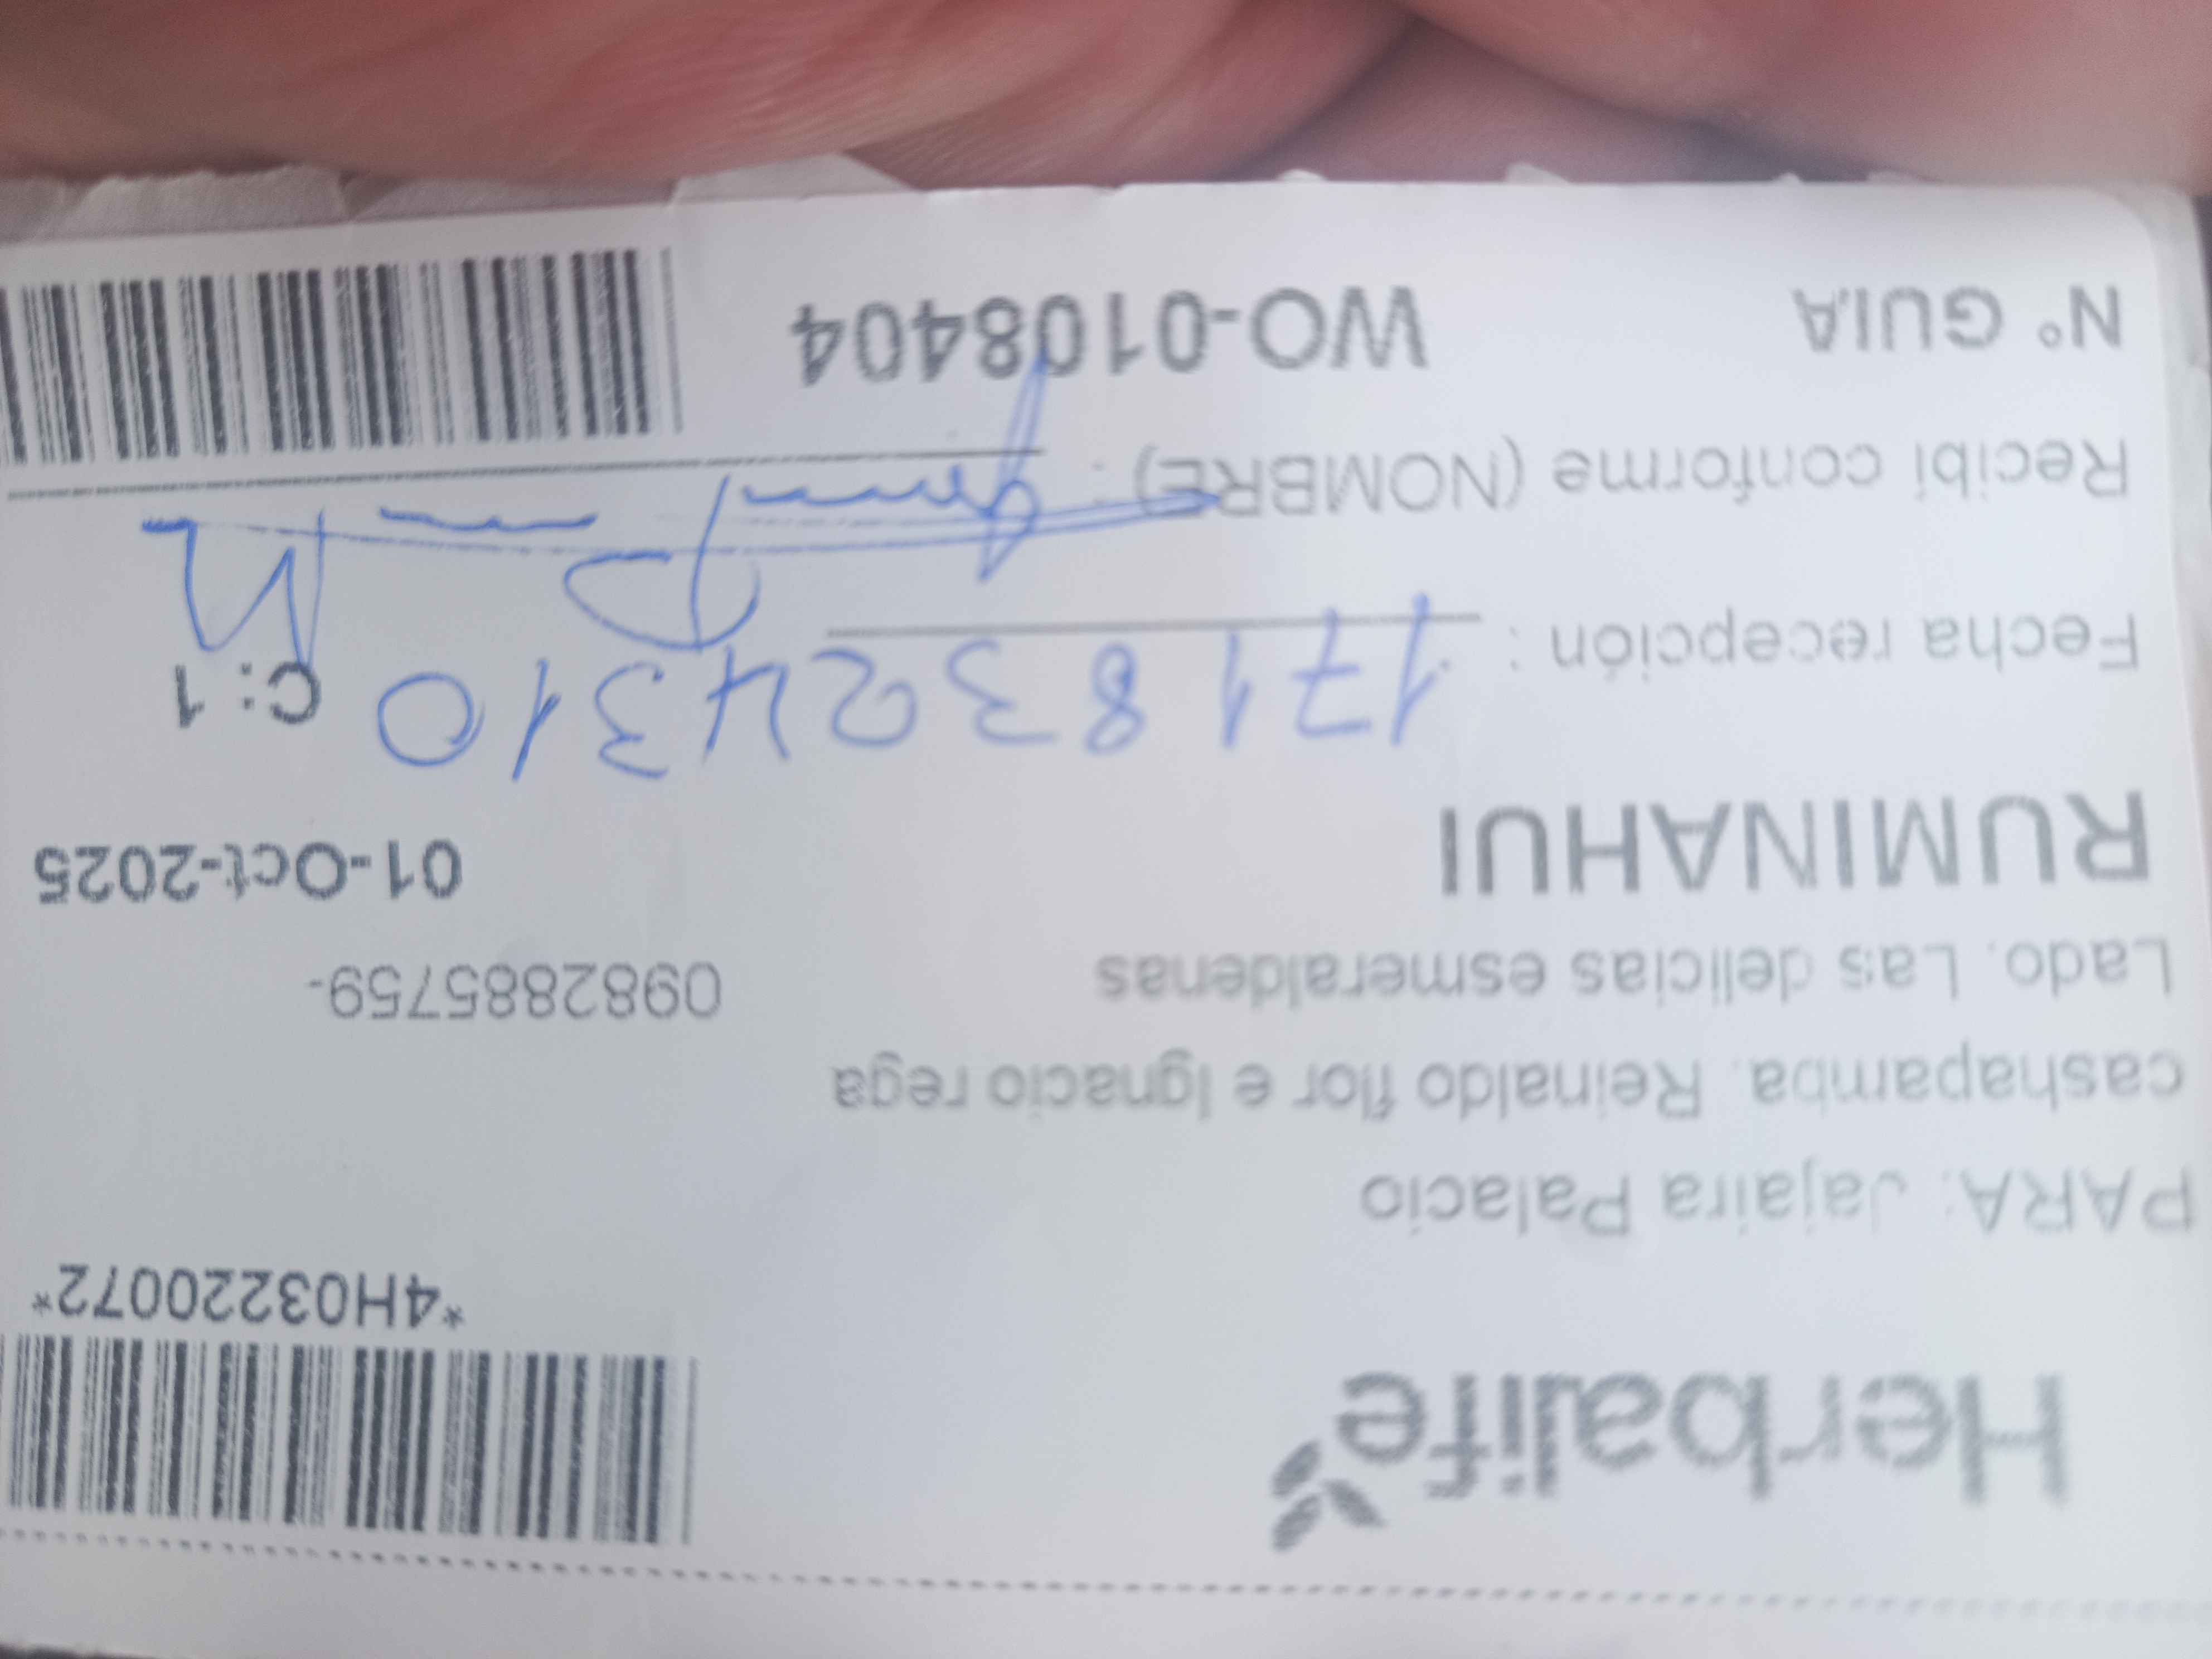 Herbalife
*4H03220072*
PARA: Jajaira Palacio
cashapamba. Reinaldo flor e Ignacio rega
Lado. Las delicias esmeraldenas
0982885759-
RUMINAHUI
01-Oct-2025
1718324310
C: 1
Fecha recepción :
Recibi conforme (NOMBRE) :
N° GUIA WO-0108404